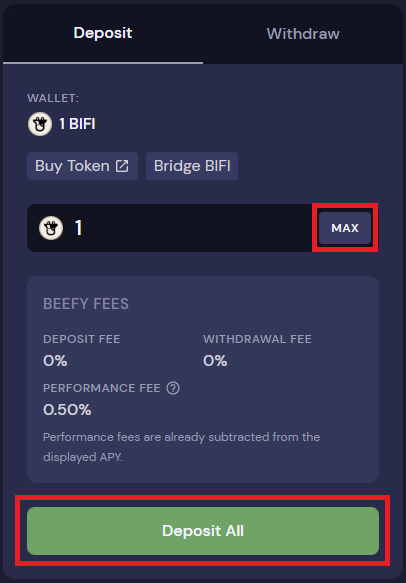 Deposit Withdraw
WALLET:
1 BIFI
Buy Token Bridge BIFI
1 MAX
BEEFY FEES
DEPOSIT FEE WITHDRAWAL FEE
0% 0%
PERFORMANCE FEE ?
0.50%
Performance fees are already subtracted from the
displayed APY.
Deposit All